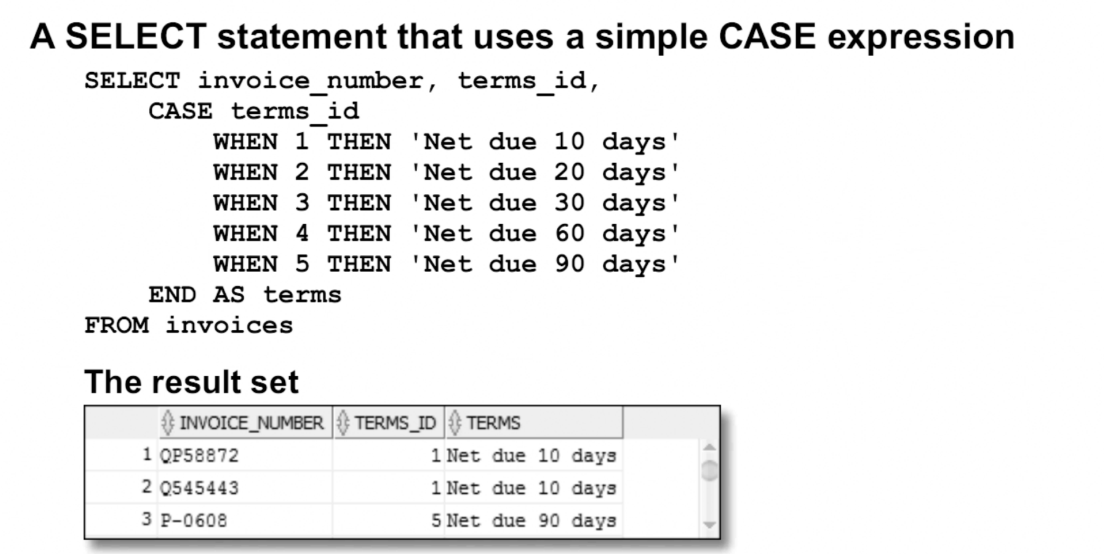 A SELECT statement that uses a simple CASE expression
SELECT invoice_number, terms_id,
CASE terms_id
WHEN 1 THEN 'Net due 10 days'
WHEN 2 THEN 'Net due 20 days'
WHEN 3 THEN 'Net due 30 days'
WHEN 4 THEN 'Net due 60 days'
WHEN 5 THEN 'Net due 90 days'
END AS terms
FROM invoices
The result set
INVOICE_NUMBER TERMS_ID TERMS
1 QP58872 1 Net due 10 days
2 Q545443 1 Net due 10 days
3 P-0608 5 Net due 90 days